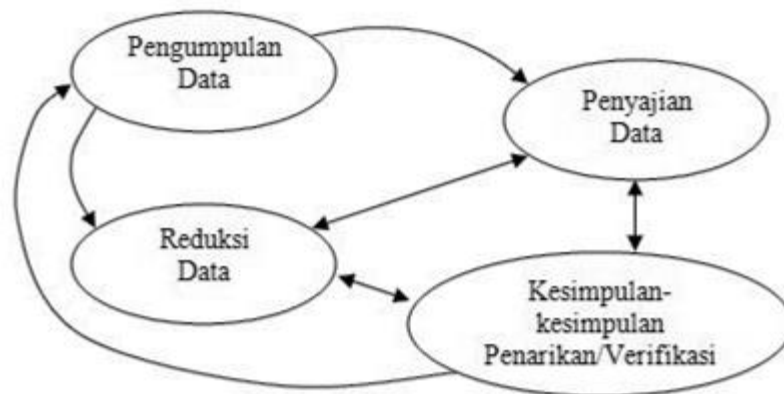 Pengumpulan
Data
Penyajian
Data
Reduksi
Data
Kesimpulan-
kesimpulan
Penarikan/Verifikasi